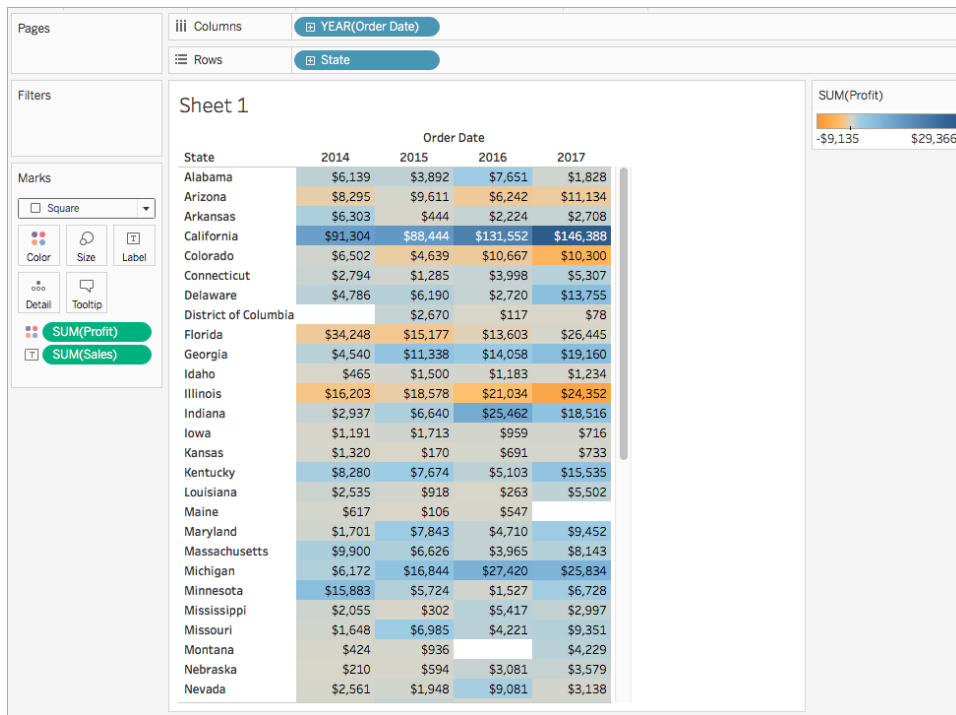 Pages
Columns
YEAR(Order Date)
Rows
State
Filters
Sheet 1
SUM(Profit)
-$9,135 $29,366
Order Date
State 2014 2015 2016 2017
Alabama $6,139 $3,892 $7,651 $1,828
Arizona $8,295 $9,611 $6,242 $11,134
Arkansas $6,303 $444 $2,224 $2,708
California $91,304 $88,444 $131,552 $146,388
Colorado $6,502 $4,639 $10,667 $10,300
Connecticut $2,794 $1,285 $3,998 $5,307
Delaware $4,786 $6,190 $2,720 $13,755
District of Columbia $2,670 $117 $78
Florida $34,248 $15,177 $13,603 $26,445
Georgia $4,540 $11,338 $14,058 $19,160
Idaho $465 $1,500 $1,183 $1,234
Illinois $16,203 $18,578 $21,034 $24,352
Indiana $2,937 $6,640 $25,462 $18,516
Iowa $1,191 $1,713 $959 $716
Kansas $1,320 $170 $691 $733
Kentucky $8,280 $7,674 $5,103 $15,535
Louisiana $2,535 $918 $263 $5,502
Maine $617 $106 $547
Maryland $1,701 $7,843 $4,710 $9,452
Massachusetts $9,900 $6,626 $3,965 $8,143
Michigan $6,172 $16,844 $27,420 $25,834
Minnesota $15,883 $5,724 $1,527 $6,728
Mississippi $2,055 $302 $5,417 $2,997
Missouri $1,648 $6,985 $4,221 $9,351
Montana $424 $936 $4,229
Nebraska $210 $594 $3,081 $3,579
Nevada $2,561 $1,948 $9,081 $3,138
Marks
Square
Color Size T Label
Detail Tooltip
SUM(Profit)
T SUM(Sales)